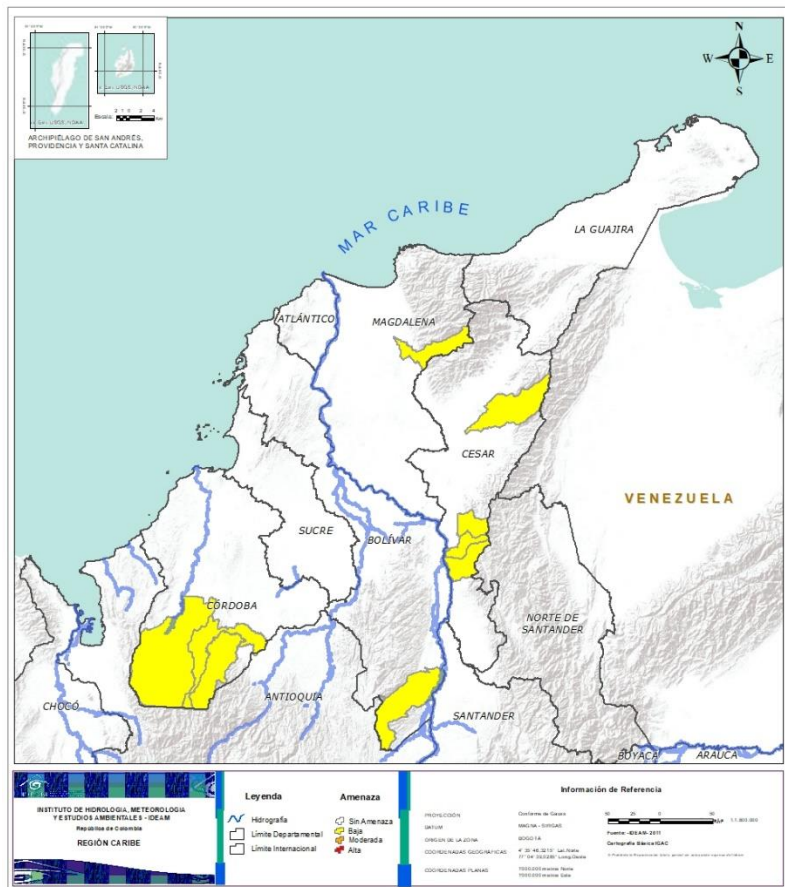 ARCHIPIÉLAGO DE SAN ANDRÉS,
PROVIDENCIA Y SANTA CATALINA
N
W E
S
MAR CARIBE
LA GUAJIRA
ATLÁNTICO
MAGDALENA
CESAR
VENEZUELA
SUCRE
BOLÍVAR
CÓRDOBA
NORTE DE
SANTANDER
ANTIOQUIA
CHOCÓ
SANTANDER
BOYACÁ
ARAUCA
INSTITUTO DE HIDROLOGIA, METEOROLOGIA
Y ESTUDIOS AMBIENTALES - IDEAM
República de Colombia
REGIÓN CARIBE
Leyenda
Hidrografía
Límite Departamental
Límite Internacional
Amenaza
Sin Amenaza
Baja
Moderada
Alta
Información de Referencia
PROYECCIÓN
DATUM
MAGNA - SIRGAS
ORIGEN DE LA ZONA
BOGOTÁ
COORDENADAS GEOGRÁFICAS
COORDENADAS PLANAS
Fuente: -IDEAM- 2011
Cartografía Básica IGAC